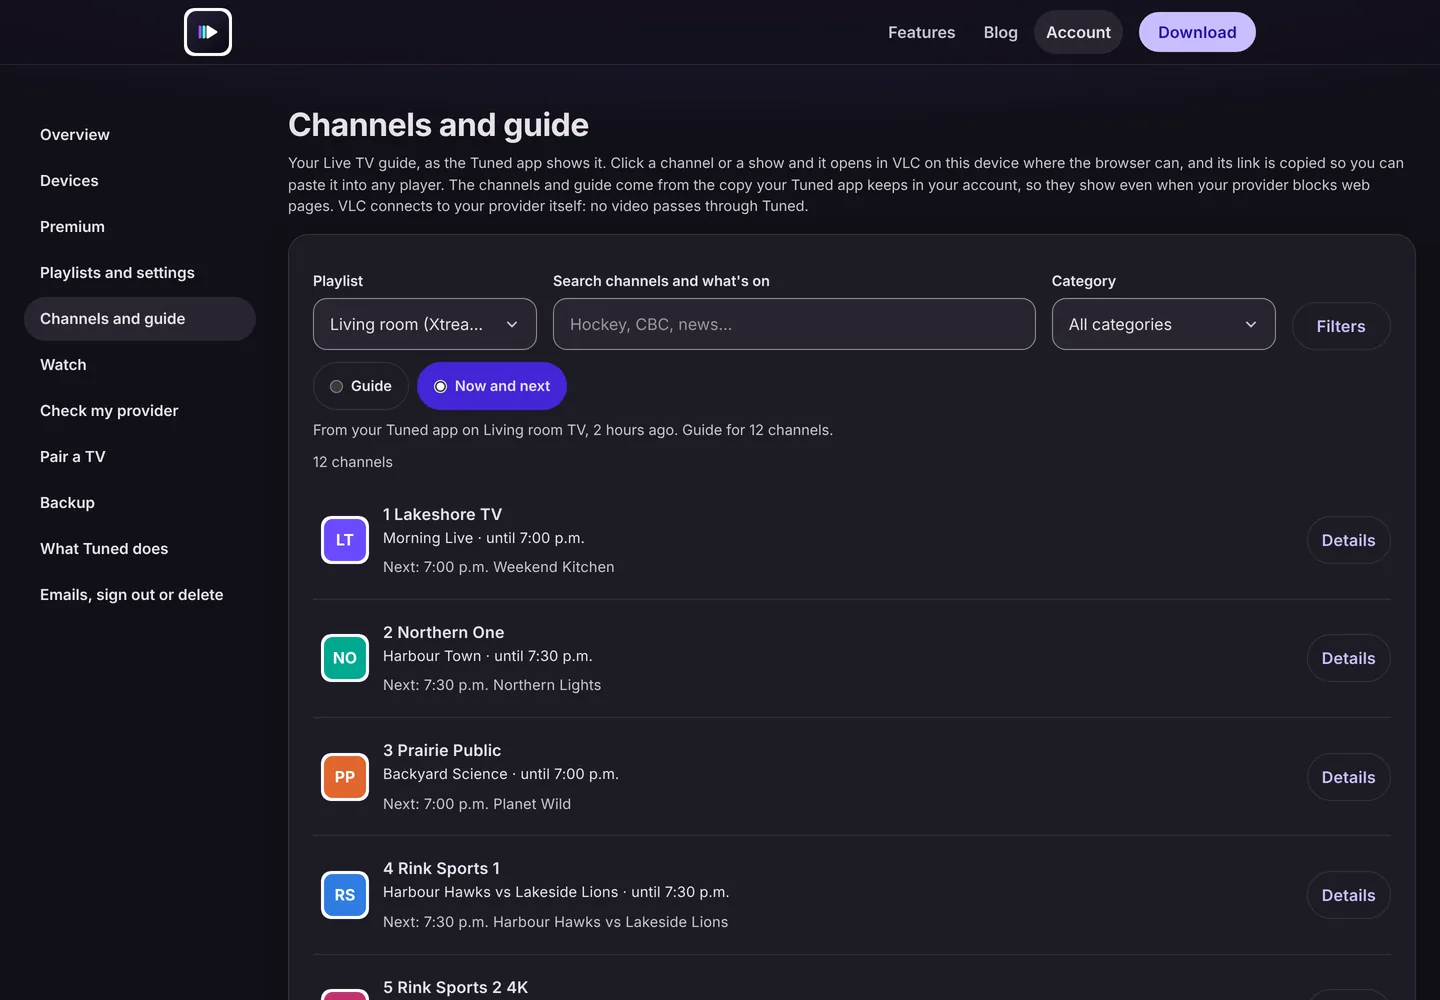 Features
Blog
Account
Download
Overview
Devices
Premium
Playlists and settings
Channels and guide
Watch
Check my provider
Pair a TV
Backup
What Tuned does
Emails, sign out or delete
Channels and guide
Your Live TV guide, as the Tuned app shows it. Click a channel or a show and it opens in VLC on this device where the browser can, and its link is copied so you can
paste it into any player. The channels and guide come from the copy your Tuned app keeps in your account, so they show even when your provider blocks web
pages. VLC connects to your provider itself: no video passes through Tuned.
Playlist
Living room (Xtrea...
Search channels and what's on
Hockey, CBC, news...
Category
All categories
Filters
Guide
Now and next
From your Tuned app on Living room TV, 2 hours ago. Guide for 12 channels.
12 channels
LT
1 Lakeshore TV
Morning Live · until 7:00 p.m.
Next: 7:00 p.m. Weekend Kitchen
Details
NO
2 Northern One
Harbour Town · until 7:30 p.m.
Next: 7:30 p.m. Northern Lights
Details
PP
3 Prairie Public
Backyard Science · until 7:00 p.m.
Next: 7:00 p.m. Planet Wild
Details
RS
4 Rink Sports 1
Harbour Hawks vs Lakeside Lions · until 7:30 p.m.
Next: 7:30 p.m. Harbour Hawks vs Lakeside Lions
Details
5 Rink Sports 2 4K